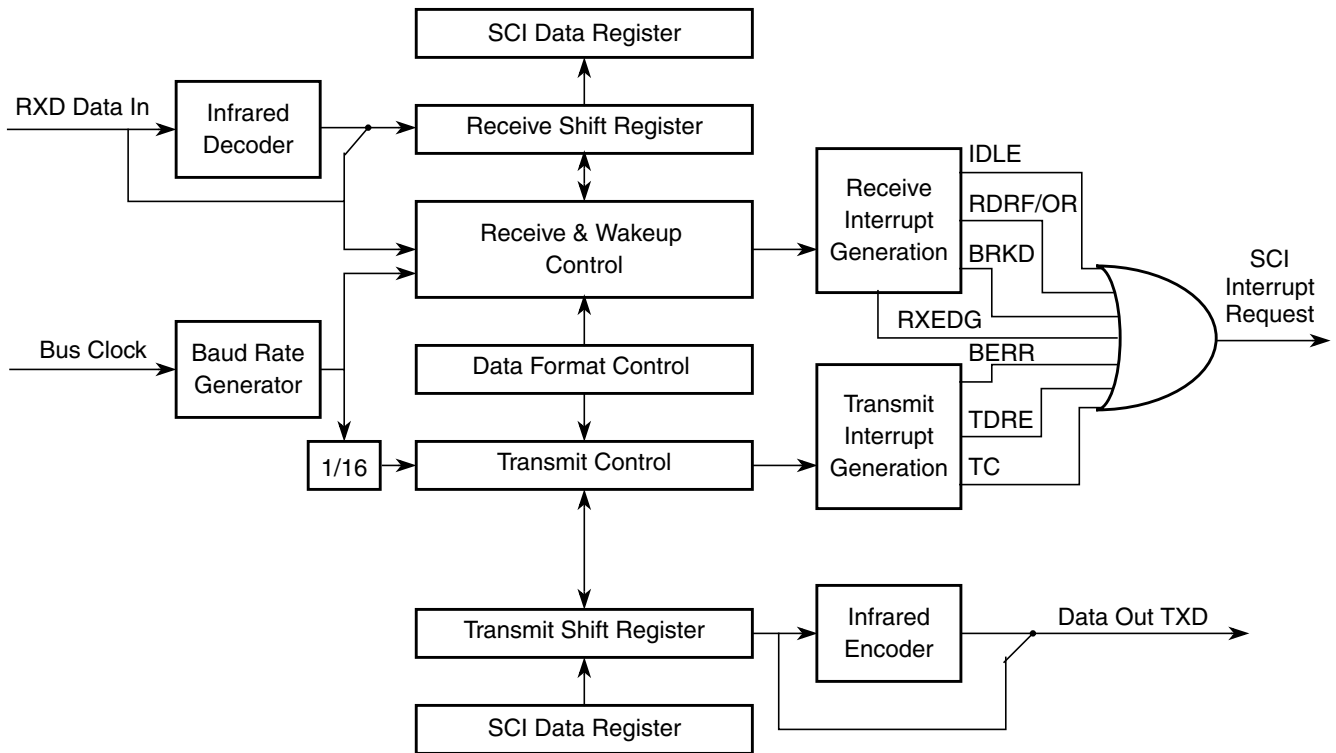 SCI Data Register
RXD Data In
Infrared
Decoder
Receive Shift Register
Receive & Wakeup
Control
Receive
Interrupt
Generation
IDLE
RDRF/OR
BRKD
RXEDG
SCI
Interrupt
Request
Bus Clock
Baud Rate
Generator
Data Format Control
BERR
1/16
Transmit Control
Transmit
Interrupt
Generation
TDRE
TC
Transmit Shift Register
Infrared
Encoder
Data Out TXD
SCI Data Register